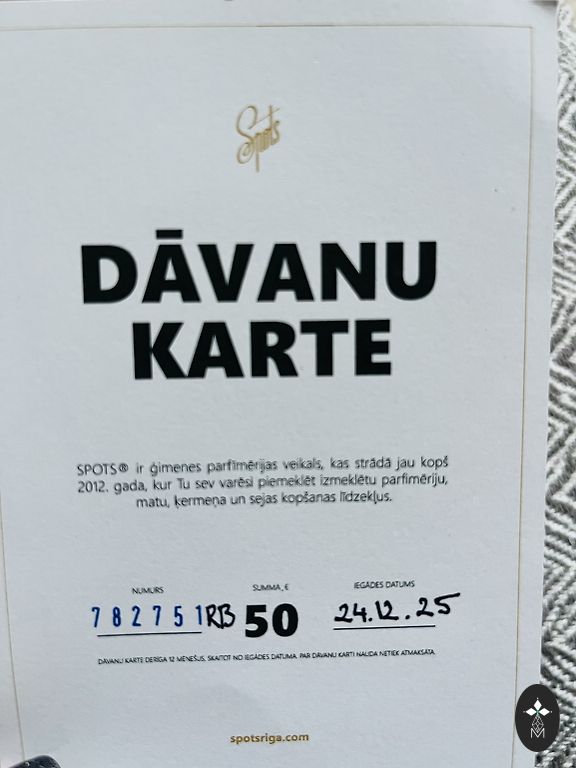 Spots
DĀVANU
KARTE
SPOTS® ir ģimenes parfimērijas veikals, kas strādā jau kopš
2012. gada, kur Tu sev varēsi piemeklēt izmeklētu parfimēriju,
matu, ķermeņa un sejas kopšanas līdzekļus.
NUMURS SUMMA, € IEGĀDES DATUMS
782751RB 50 24.12.25
DĀVANU KARTE DERĪGA 12 MĒNEŠUS, SKAITOT NO IEGĀDES DATUMA. PAR DĀVANU KARTI NAUDA NETIEK ATMAKSĀTA.
spotsriga.com
M